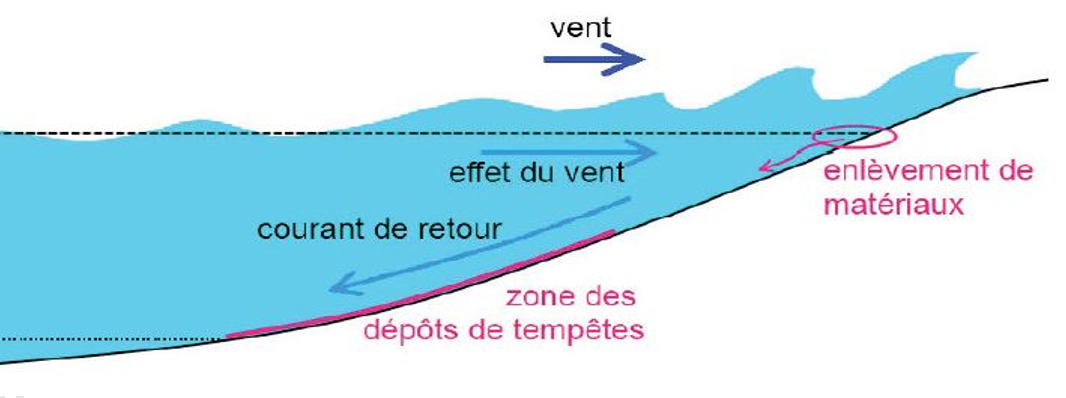 vent
effet du vent
enlèvement de
matériaux
courant de retour
zone des
dépôts de tempêtes